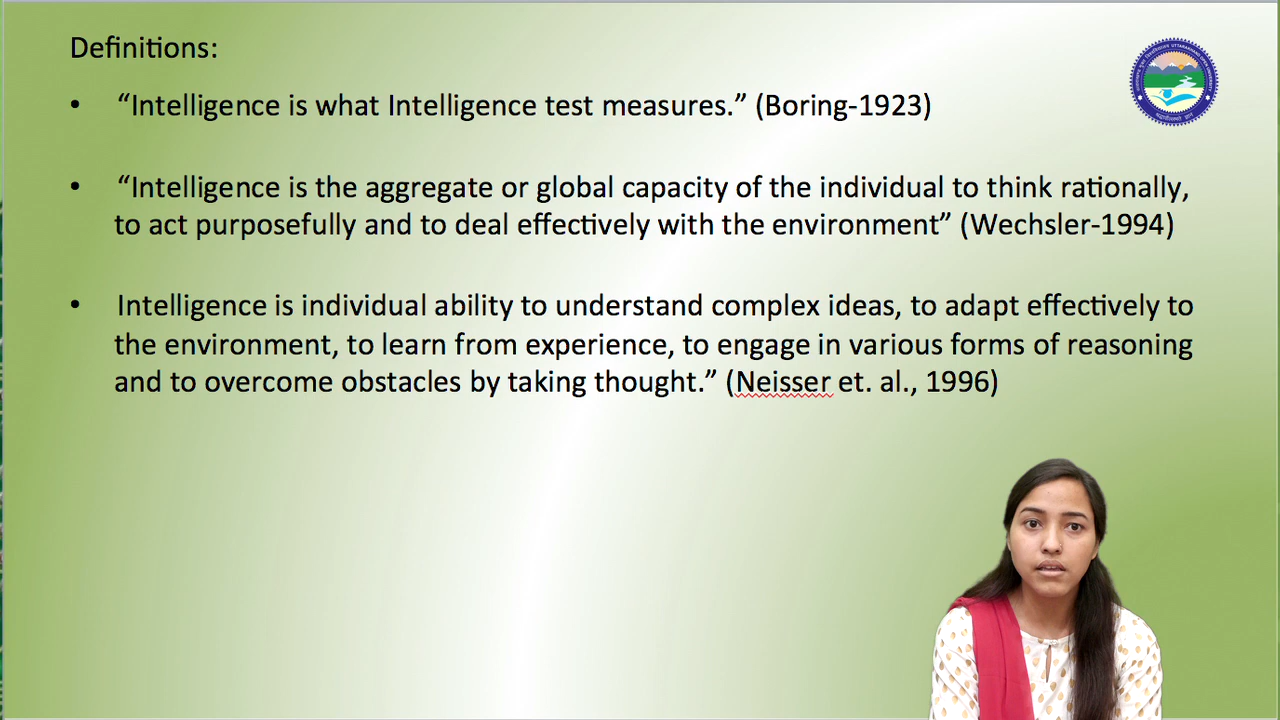 Definitions:
• “Intelligence is what Intelligence test measures.” (Boring-1923)
• “Intelligence is the aggregate or global capacity of the individual to think rationally,
to act purposefully and to deal effectively with the environment” (Wechsler-1994)
• Intelligence is individual ability to understand complex ideas, to adapt effectively to
the environment, to learn from experience, to engage in various forms of reasoning
and to overcome obstacles by taking thought.” (Neisser et. al., 1996)